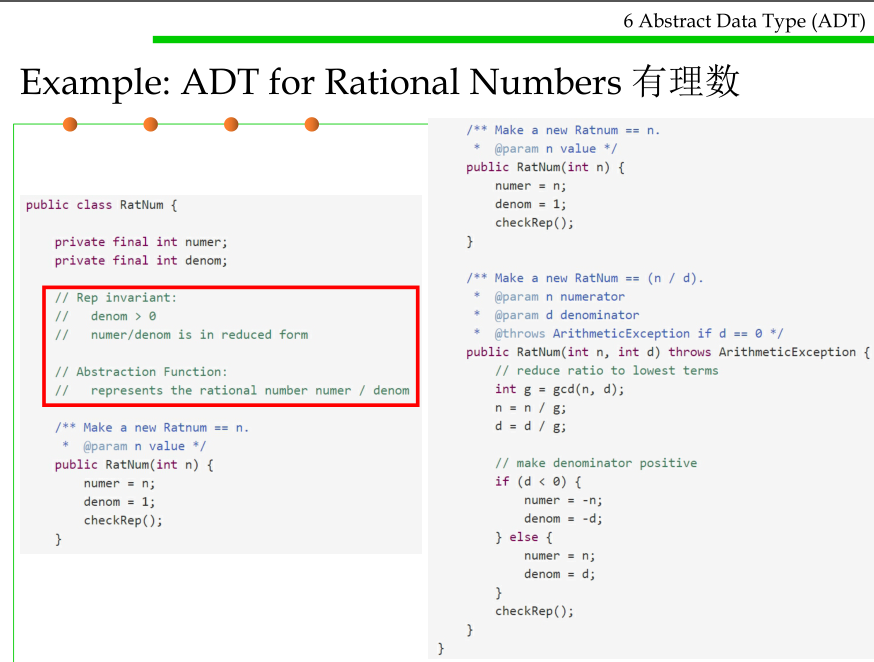 6 Abstract Data Type (ADT)
Example: ADT for Rational Numbers 有理数
public class RatNum {
    private final int numer;
    private final int denom;
    // Rep invariant:
    //   denom > 0
    //   numer/denom is in reduced form
    // Abstraction Function:
    //   represents the rational number numer / denom
    /** Make a new Ratnum == n.
     *  @param n value */
    public RatNum(int n) {
        numer = n;
        denom = 1;
        checkRep();
    }
    /** Make a new Ratnum == n.
     *  @param n value */
    public RatNum(int n) {
        numer = n;
        denom = 1;
        checkRep();
    }
    /** Make a new RatNum == (n / d).
     *  @param n numerator
     *  @param d denominator
     *  @throws ArithmeticException if d == 0 */
    public RatNum(int n, int d) throws ArithmeticException {
        // reduce ratio to lowest terms
        int g = gcd(n, d);
        n = n / g;
        d = d / g;
        // make denominator positive
        if (d < 0) {
            numer = -n;
            denom = -d;
        } else {
            numer = n;
            denom = d;
        }
        checkRep();
    }
}